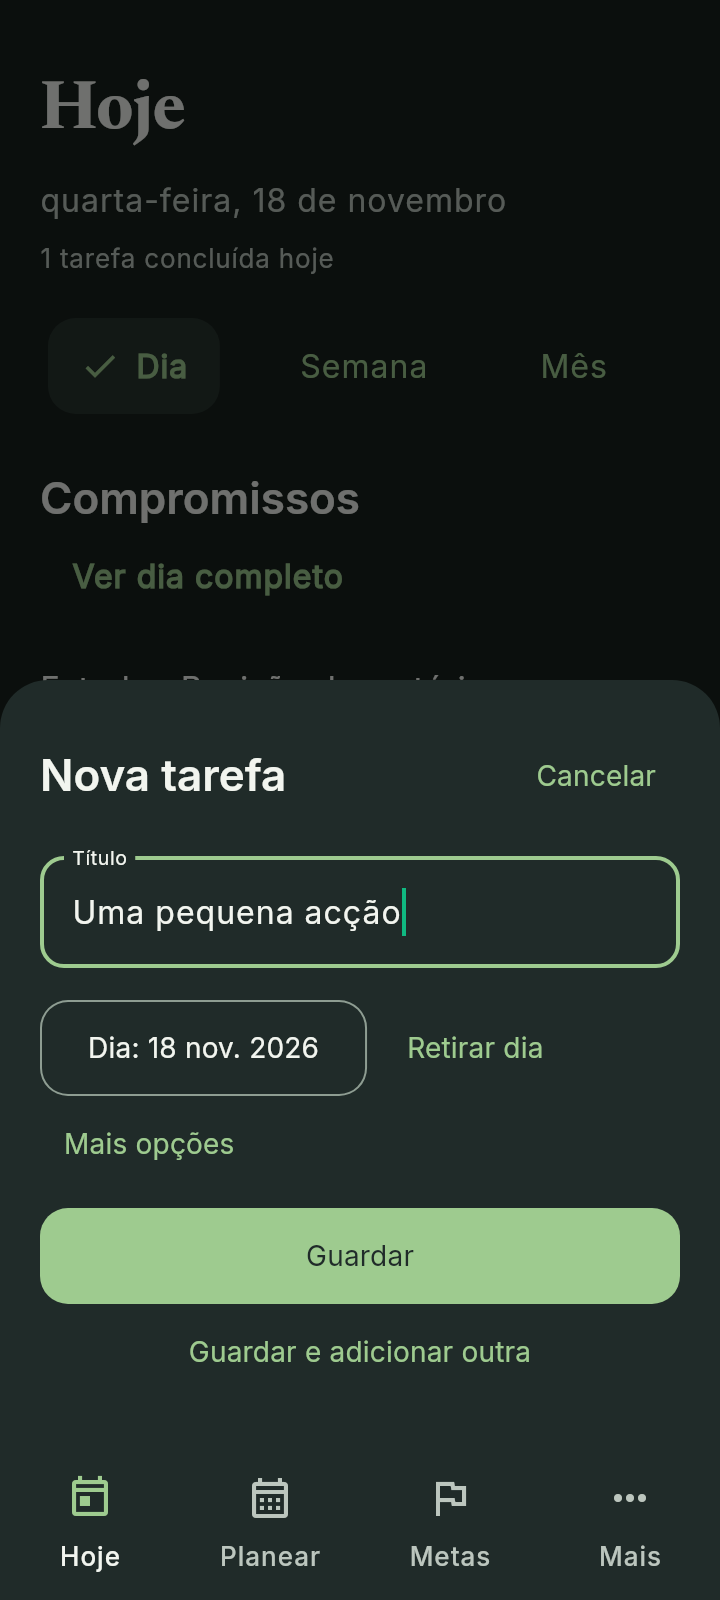 Hoje
quarta-feira, 18 de novembro
1 tarefa concluída hoje
Dia
Semana
Mês
Compromissos
Ver dia completo
Nova tarefa
Cancelar
Título
Uma pequena acção
Dia: 18 nov. 2026
Retirar dia
Mais opções
Guardar
Guardar e adicionar outra
Hoje
Planear
Metas
Mais